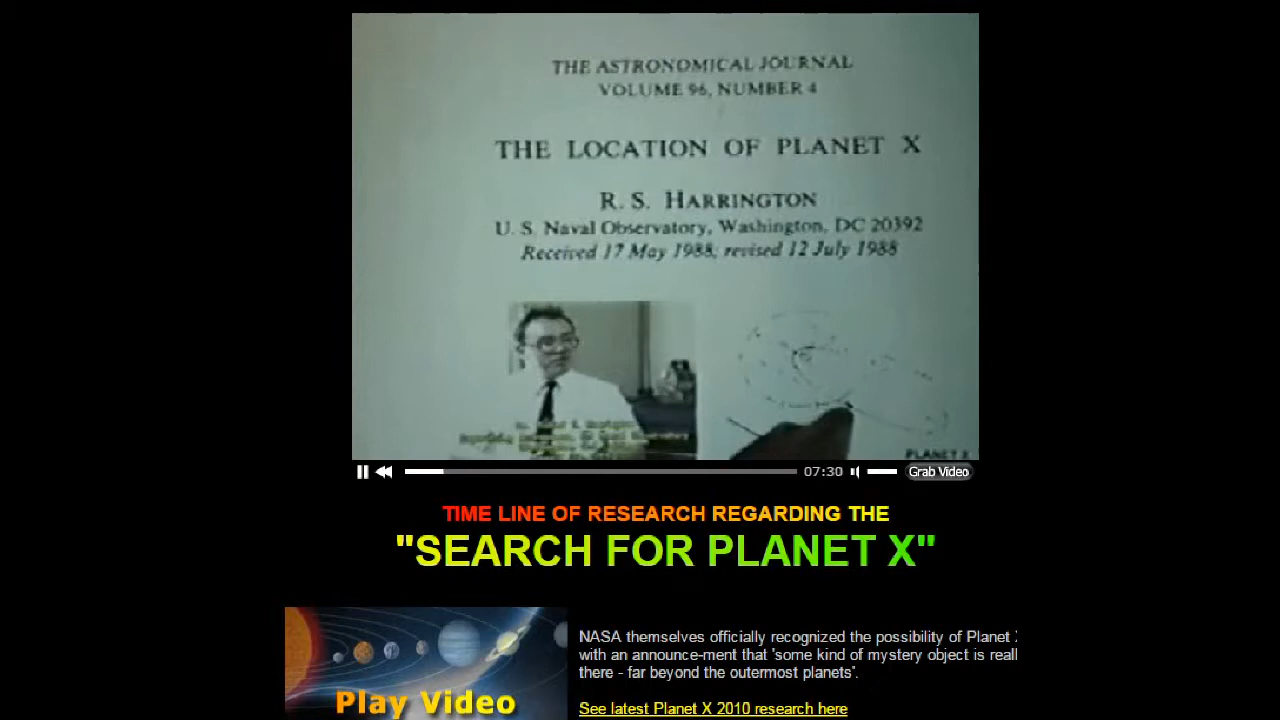 THE ASTRONOMICAL JOURNAL
VOLUME 96, NUMBER 4
THE LOCATION OF PLANET X
R. S. HARRINGTON
U. S. Naval Observatory, Washington, DC 20392
Received 17 May 1988; revised 12 July 1988
PLANET X
07:30
Grab Video
TIME LINE OF RESEARCH REGARDING THE
"SEARCH FOR PLANET X"
NASA themselves officially recognized the possibility of Planet
with an announce-ment that 'some kind of mystery object is reall
there - far beyond the outermost planets'.
Play Video
See latest Planet X 2010 research here